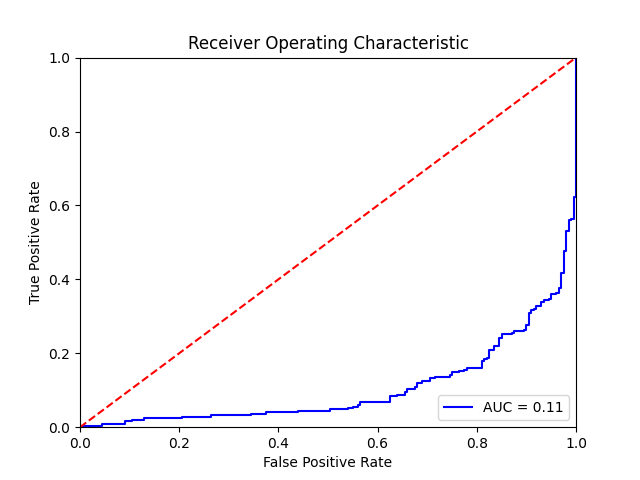 Receiver Operating Characteristic
True Positive Rate
1.0
0.8
0.6
0.4
0.2
0.0
AUC = 0.11
0.0 0.2 0.4 0.6 0.8 1.0
False Positive Rate